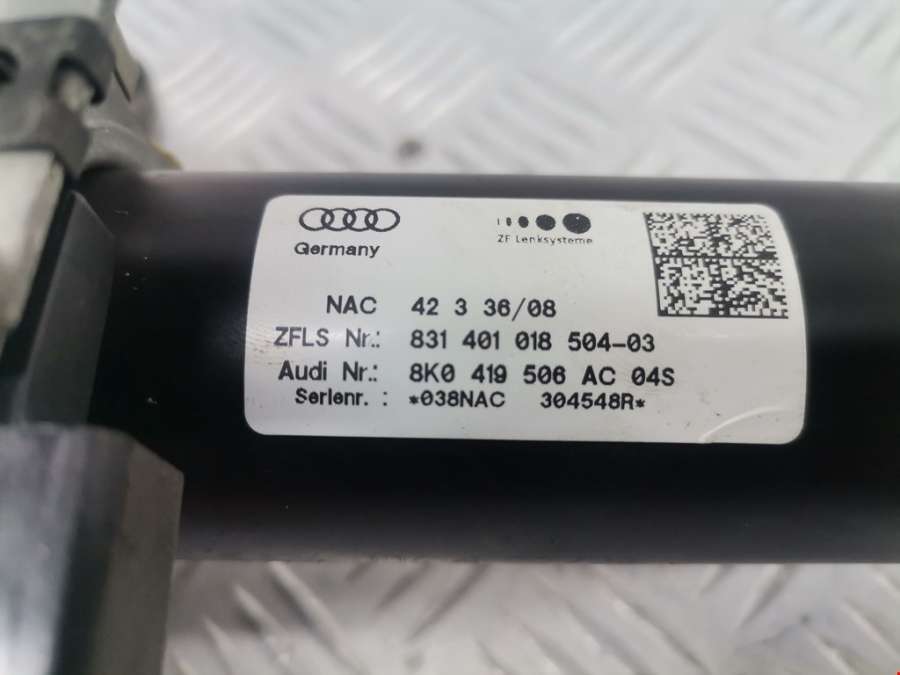 Germany
ZF Lenksysteme
NAC 42 3 36/08
ZFLS Nr.: 831 401 018 504-03
Audi Nr.: 8K0 419 506 AC 04S
Serienr. : *038NAC 304548R*